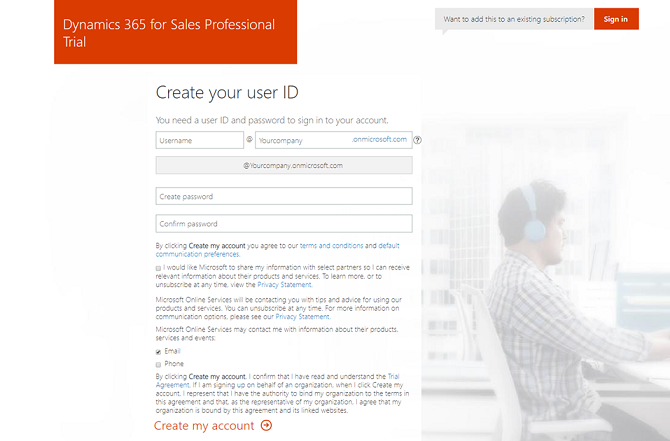 Dynamics 365 for Sales Professional
Trial
Want to add this to an existing subscription? Sign in
Create your user ID
You need a user ID and password to sign in to your account.
Username @ Yourcompany .onmicrosoft.com ?
@Yourcompany.onmicrosoft.com
Create password
Confirm password
By clicking Create my account you agree to our terms and conditions and default
communication preferences.
I would like Microsoft to share my information with select partners so I can receive
relevant information about their products and services. To learn more, or to
unsubscribe at any time, view the Privacy Statement.
Microsoft Online Services will be contacting you with tips and advice for using our
products and services. You can unsubscribe at any time. For more information on
communication options, please see our Privacy Statement.
Microsoft Online Services may contact me with information about their products,
services and events:
Email
Phone
By clicking Create my account, I confirm that I have read and understand the Trial
Agreement. If I am signing up on behalf of an organization, when I click Create my
account, I represent that I have the authority to bind my organization to the terms in
this agreement and that, as the representative of my organization, I agree that my
organization is bound by this agreement and its linked websites.
Create my account